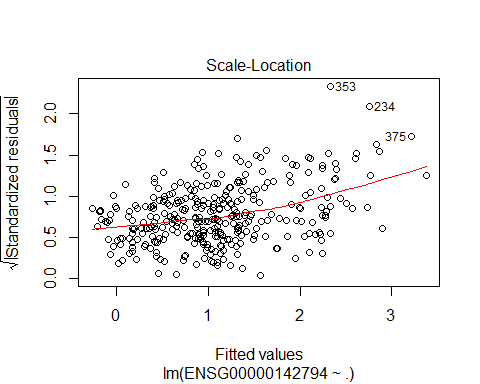 Scale-Location
√|Standardized residuals|
2.0
1.5
1.0
0.5
0.0
353
234
375
0 1 2 3
Fitted values
lm(ENSG00000142794 ~ .)